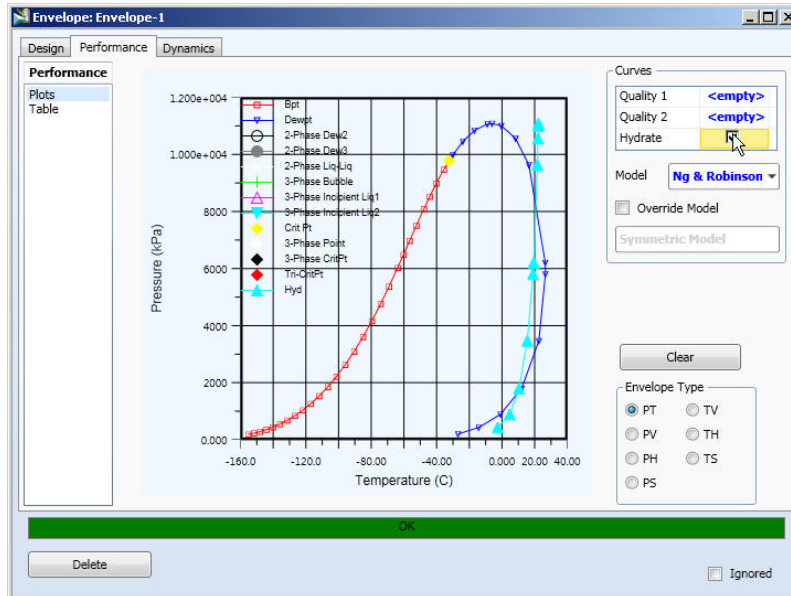 Envelope: Envelope-1
Design Performance Dynamics
Performance
Plots
Table
Pressure (kPa)
1.200e+004
1.000e+004
8000
6000
4000
2000
0.000
Bpt
Dewpt
2-Phase Dew2
2-Phase Dew3
2-Phase Liq-Liq
3-Phase Bubble
3-Phase Incipient Liq1
3-Phase Incipient Liq2
Crit Pt
3-Phase Point
3-Phase CritPt
Tri-CritPt
Hyd
-160.0 -120.0 -80.00 -40.00 0.000 20.00 40.00
Temperature (C)
Curves
Quality 1 <empty>
Quality 2 <empty>
Hydrate
Model Ng & Robinson
Override Model
Symmetric Model
Clear
Envelope Type
PT TV
PV TH
PH TS
PS
OK
Delete
Ignored